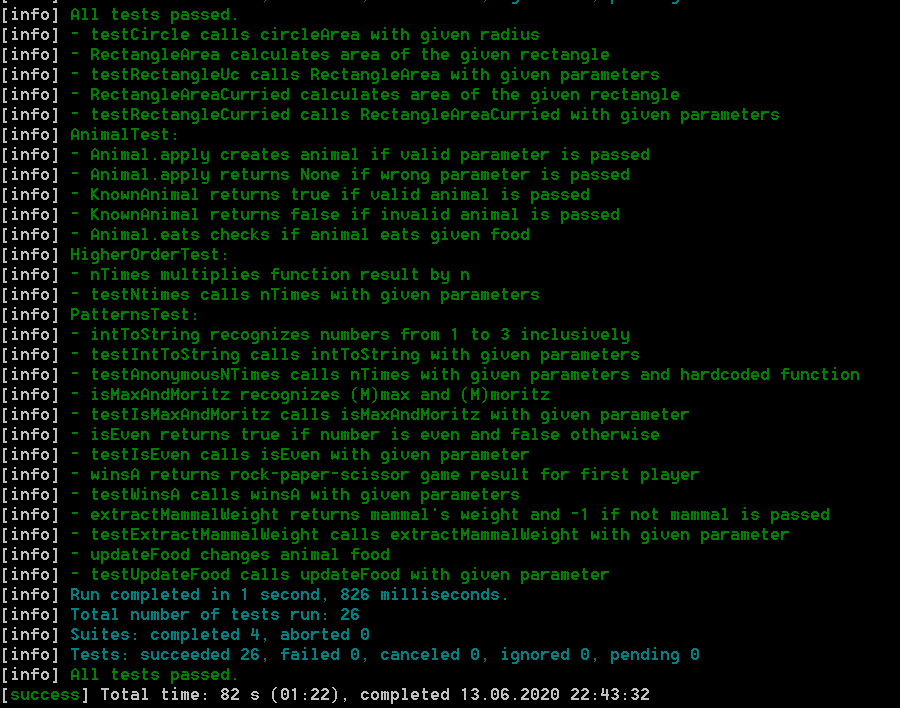 [info] All tests passed.
[info] - testCircle calls circleArea with given radius
[info] - RectangleArea calculates area of the given rectangle
[info] - testRectangleUc calls RectangleArea with given parameters
[info] - RectangleAreaCurried calculates area of the given rectangle
[info] - testRectangleCurried calls RectangleAreaCurried with given parameters
[info] AnimalTest:
[info] - Animal.apply creates animal if valid parameter is passed
[info] - Animal.apply returns None if wrong parameter is passed
[info] - KnownAnimal returns true if valid animal is passed
[info] - KnownAnimal returns false if invalid animal is passed
[info] - Animal.eats checks if animal eats given food
[info] HigherOrderTest:
[info] - nTimes multiplies function result by n
[info] - testNtimes calls nTimes with given parameters
[info] PatternsTest:
[info] - intToString recognizes numbers from 1 to 3 inclusively
[info] - testIntToString calls intToString with given parameters
[info] - testAnonymousNTimes calls nTimes with given parameters and hardcoded function
[info] - isMaxAndMoritz recognizes (M)max and (M)moritz
[info] - testIsMaxAndMoritz calls isMaxAndMoritz with given parameter
[info] - isEven returns true if number is even and false otherwise
[info] - testIsEven calls isEven with given parameter
[info] - winsA returns rock-paper-scissor game result for first player
[info] - testWinsA calls winsA with given parameters
[info] - extractMammalWeight returns mammal's weight and -1 if not mammal is passed
[info] - testExtractMammalWeight calls extractMammalWeight with given parameter
[info] - updateFood changes animal food
[info] - testUpdateFood calls updateFood with given parameter
[info] Run completed in 1 second, 826 milliseconds.
[info] Total number of tests run: 26
[info] Suites: completed 4, aborted 0
[info] Tests: succeeded 26, failed 0, canceled 0, ignored 0, pending 0
[info] All tests passed.
[success] Total time: 82 s (01:22), completed 13.06.2020 22:43:32